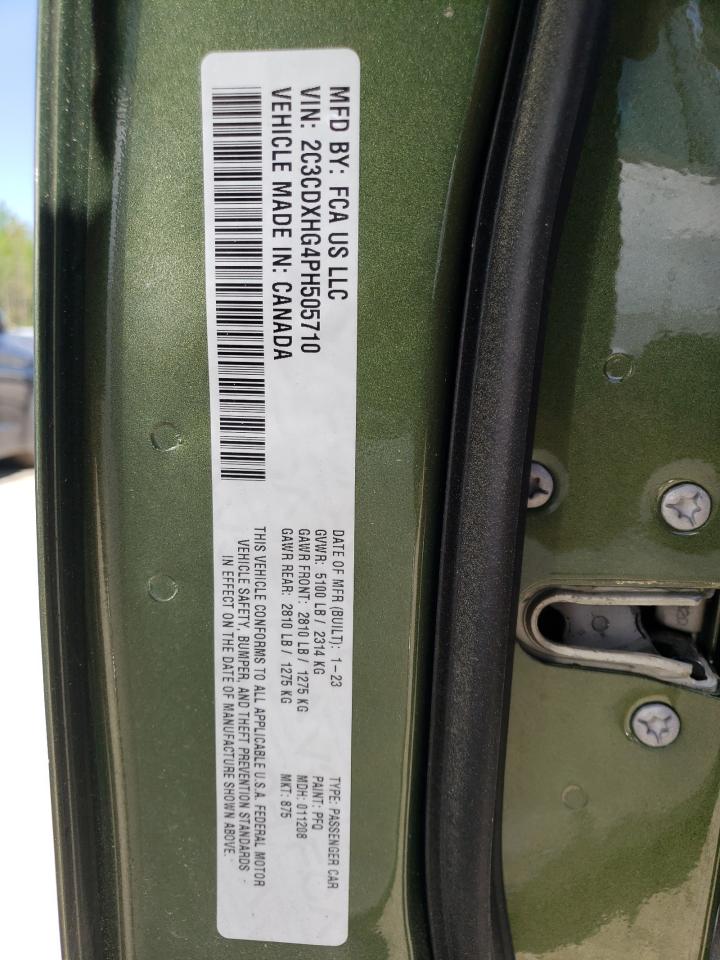 MFD BY: FCA US LLC
VIN: 2C3CDXHG4PH505710
VEHICLE MADE IN: CANADA
DATE OF MFR (BUILT): 1-23
GVWR: 5100 LB / 2314 KG
GAWR FRONT: 2810 LB / 1275 KG
GAWR REAR: 2810 LB / 1275 KG
TYPE: PASSENGER CAR
PAINT: PFQ
MDH: 011208
MKT: 875
THIS VEHICLE CONFORMS TO ALL APPLICABLE U.S.A. FEDERAL MOTOR
VEHICLE SAFETY, BUMPER, AND THEFT PREVENTION STANDARDS
IN EFFECT ON THE DATE OF MANUFACTURE SHOWN ABOVE.